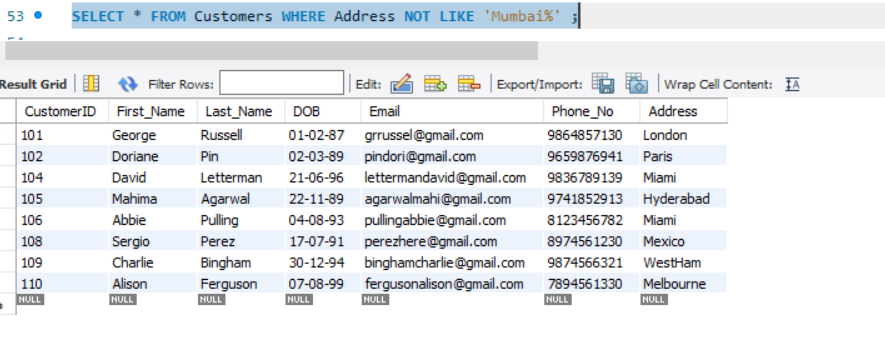 53 SELECT * FROM Customers WHERE Address NOT LIKE 'Mumbai%' ;
Result Grid Filter Rows: Edit: Export/Import: Wrap Cell Content: IA
CustomerID First_Name Last_Name DOB Email Phone_No Address
101 George Russell 01-02-87 grrussel@gmail.com 9864857130 London
102 Doriane Pin 02-03-89 pindori@gmail.com 9659876941 Paris
104 David Letterman 21-06-96 lettermandavid@gmail.com 9836789139 Miami
105 Mahima Agarwal 22-11-89 agarwalmahi@gmail.com 9741852913 Hyderabad
106 Abbie Pulling 04-08-93 pullingabbie@gmail.com 8123456782 Miami
108 Sergio Perez 17-07-91 perezhere@gmail.com 8974561230 Mexico
109 Charlie Bingham 30-12-94 binghamcharlie@gmail.com 9874566321 WestHam
110 Alison Ferguson 07-08-99 fergusonalison@gmail.com 7894561330 Melbourne
NULL NULL NULL NULL NULL NULL NULL